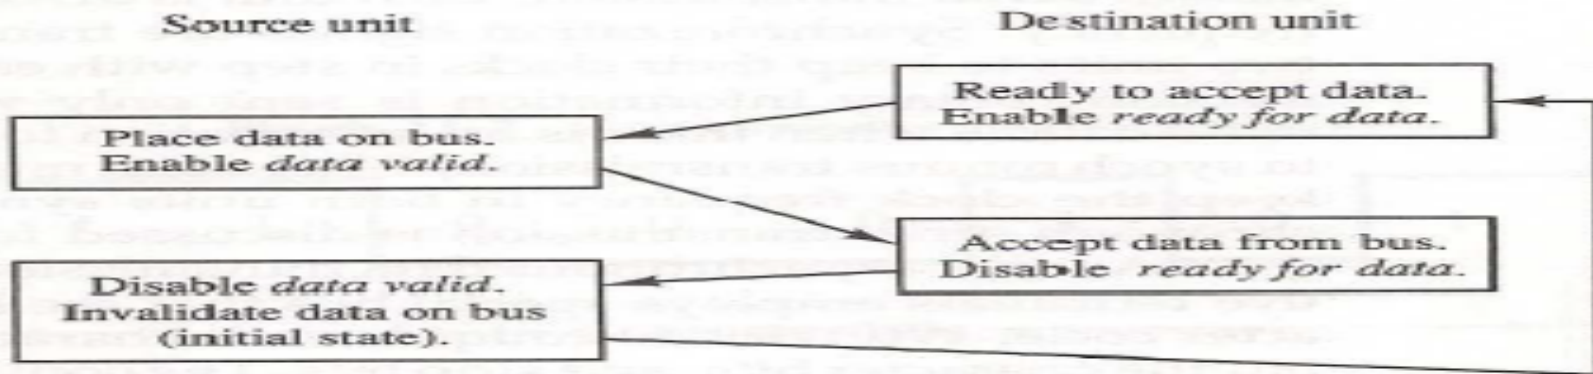 Source unit
Destination unit
Ready to accept data.
Enable ready for data.
Place data on bus.
Enable data valid.
Accept data from bus.
Disable ready for data.
Disable data valid.
Invalidate data on bus
(initial state).